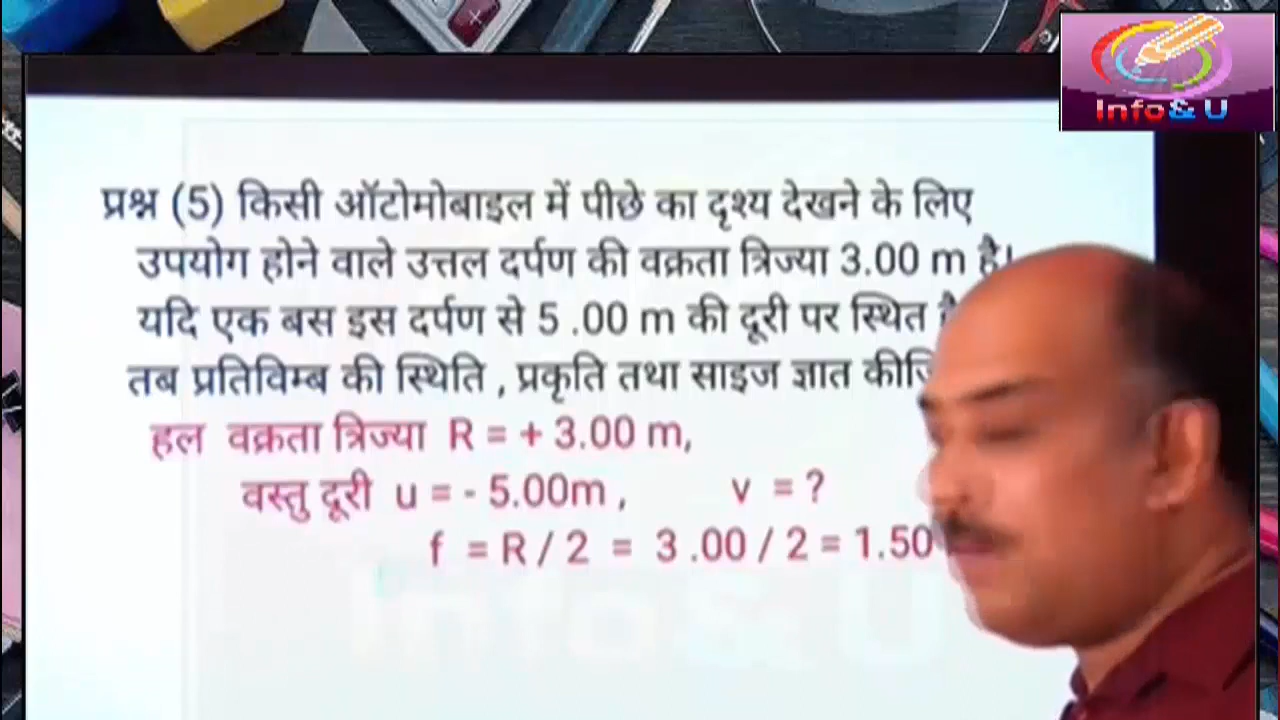 Info & U
प्रश्न (5) किसी ऑटोमोबाइल में पीछे का दृश्य देखने के लिए
उपयोग होने वाले उत्तल दर्पण की वक्रता त्रिज्या 3.00 m है।
यदि एक बस इस दर्पण से 5 .00 m की दूरी पर स्थित
तब प्रतिविम्ब की स्थिति , प्रकृति तथा साइज ज्ञात
हल वक्रता त्रिज्या R = + 3.00 m,
वस्तु दूरी u = - 5.00m , v = ?
f = R / 2 = 3 .00 / 2 = 1.50
Info & U